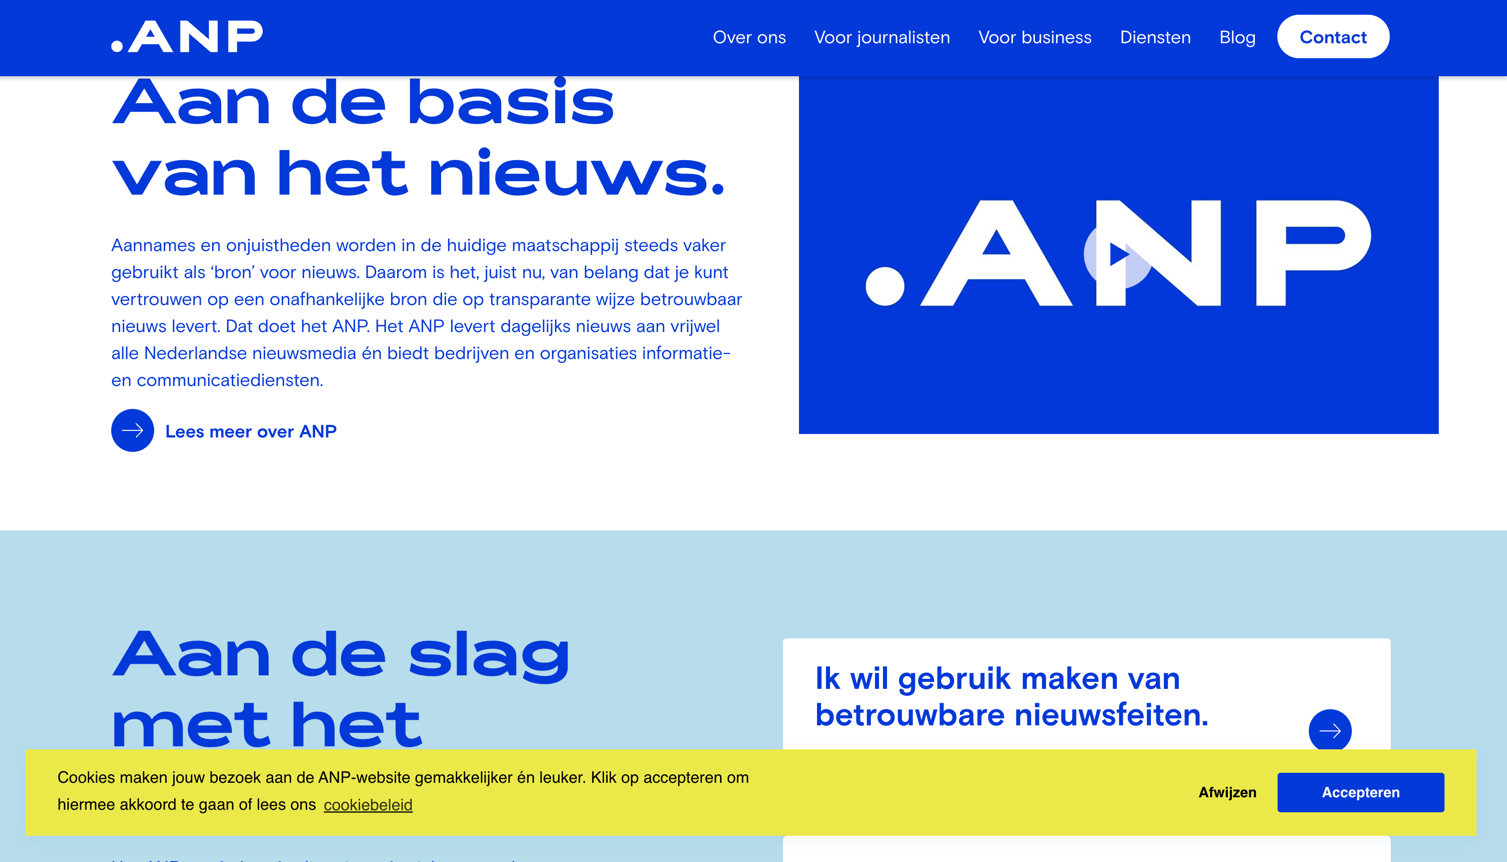 .ANP
Over ons
Voor journalisten
Voor business
Diensten
Blog
Contact
Aan de basis
van het nieuws.
Aannames en onjuistheden worden in de huidige maatschappij steeds vaker
gebruikt als ‘bron’ voor nieuws. Daarom is het, juist nu, van belang dat je kunt
vertrouwen op een onafhankelijke bron die op transparante wijze betrouwbaar
nieuws levert. Dat doet het ANP. Het ANP levert dagelijks nieuws aan vrijwel
alle Nederlandse nieuwsmedia én biedt bedrijven en organisaties informatie-
en communicatiediensten.
Lees meer over ANP
.ANP
Aan de slag
met het
Ik wil gebruik maken van
betrouwbare nieuwsfeiten.
Cookies maken jouw bezoek aan de ANP-website gemakkelijker én leuker. Klik op accepteren om
hiermee akkoord te gaan of lees ons cookiebeleid
Afwijzen
Accepteren